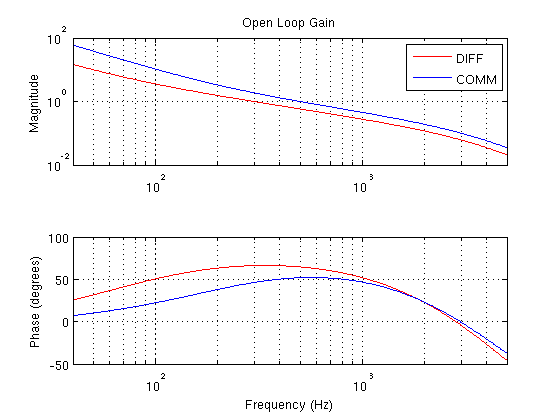 Open Loop Gain
10^2
10^0
10^-2
Magnitude
DIFF
COMM
10^2
10^3
100
50
0
-50
Phase (degrees)
10^2
10^3
Frequency (Hz)